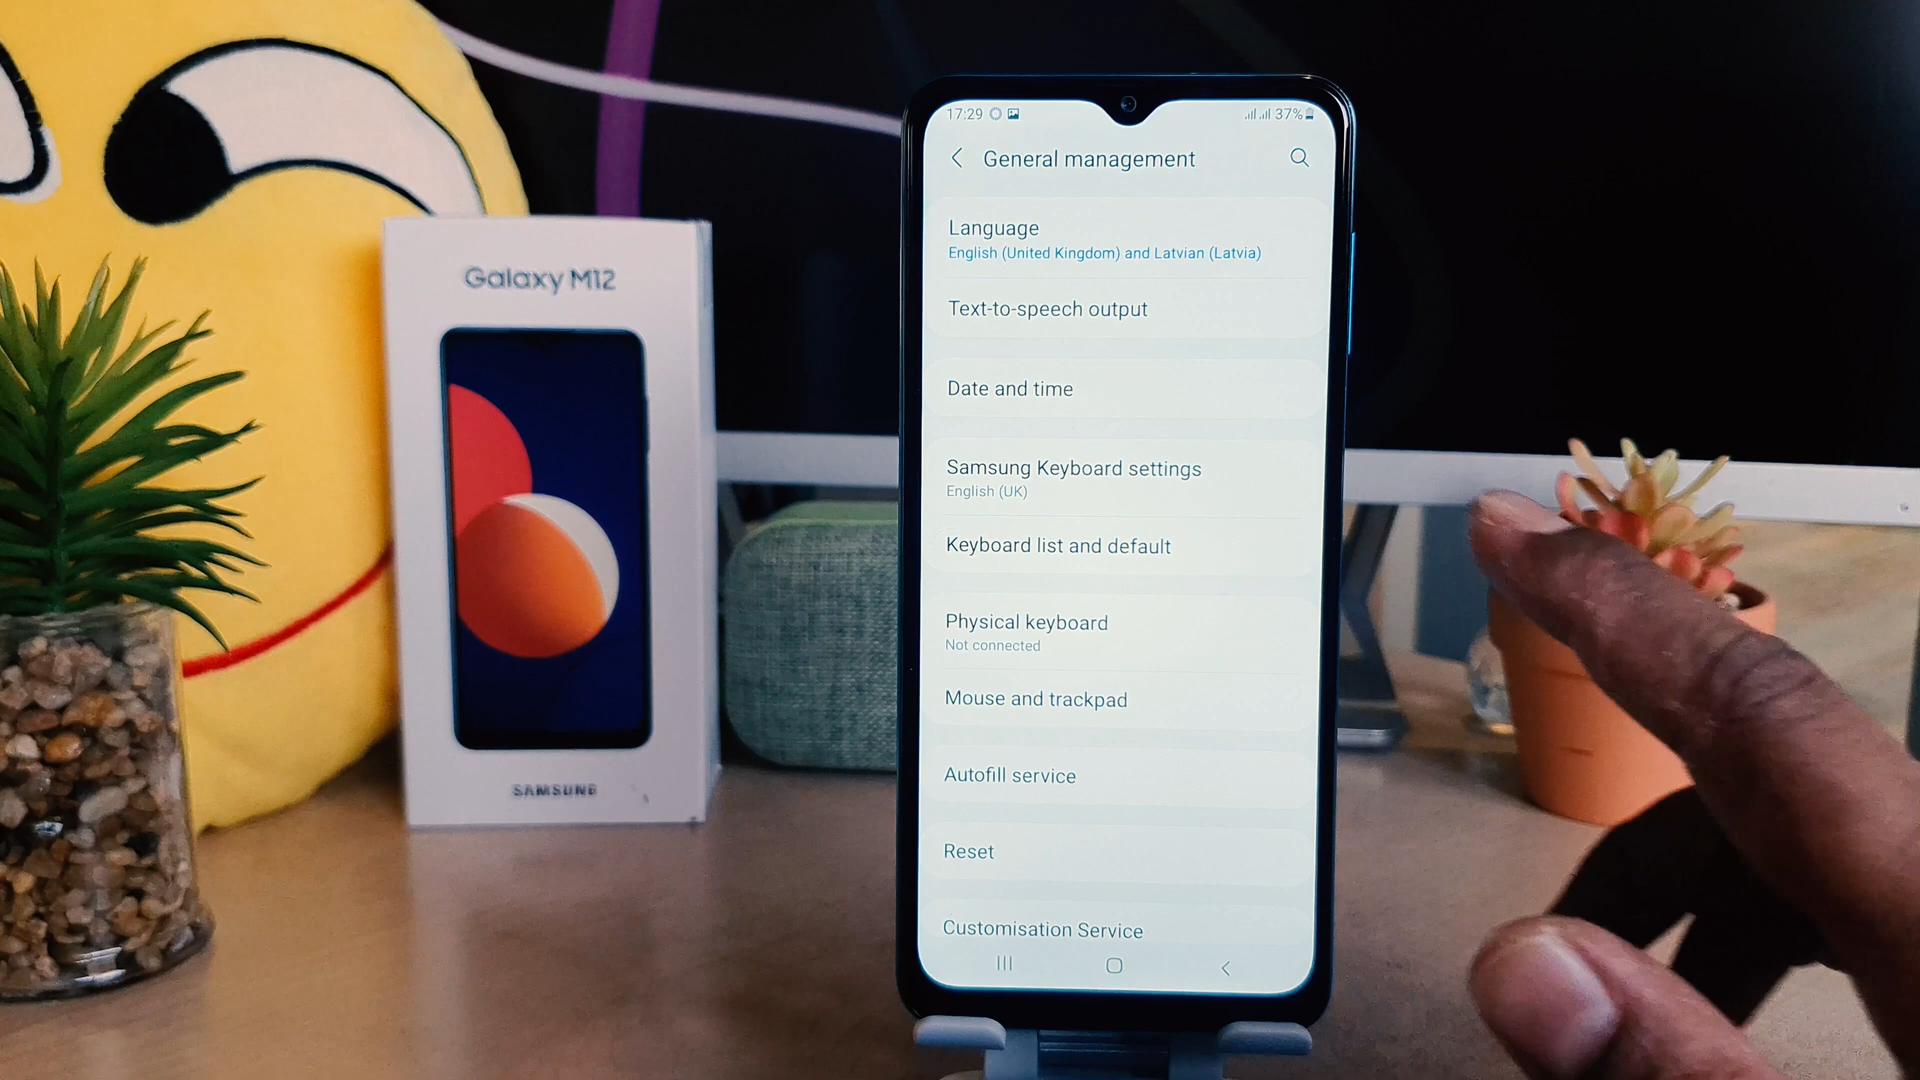 Galaxy M12
SAMSUNG
17:29 37%
General management
Language
English (United Kingdom) and Latvian (Latvia)
Text-to-speech output
Date and time
Samsung Keyboard settings
English (UK)
Keyboard list and default
Physical keyboard
Not connected
Mouse and trackpad
Autofill service
Reset
Customisation Service